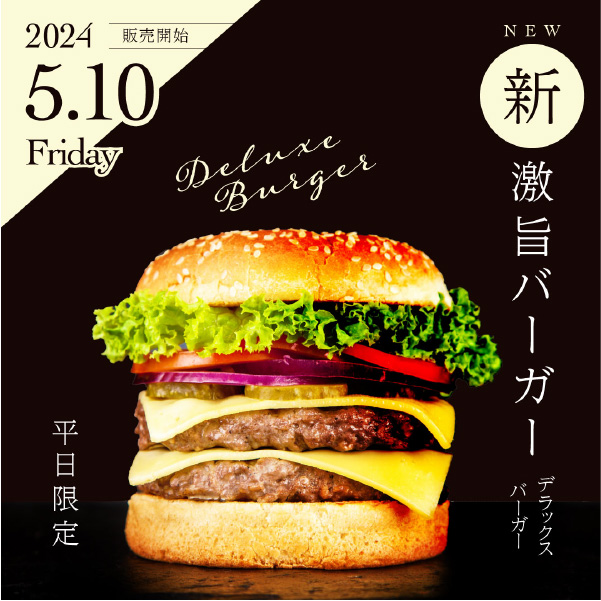 2024
販売開始
5.10
Friday
Deluxe
Burger
NEW
新
激旨バーガー
デラックス
バーガー
平日限定